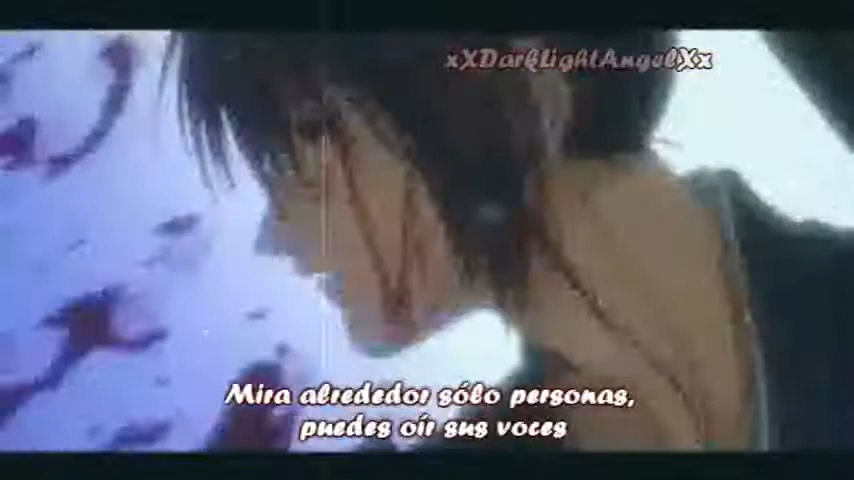 xXDarkLightAngelXx
Mira alrededor sólo personas,
puedes oír sus voces